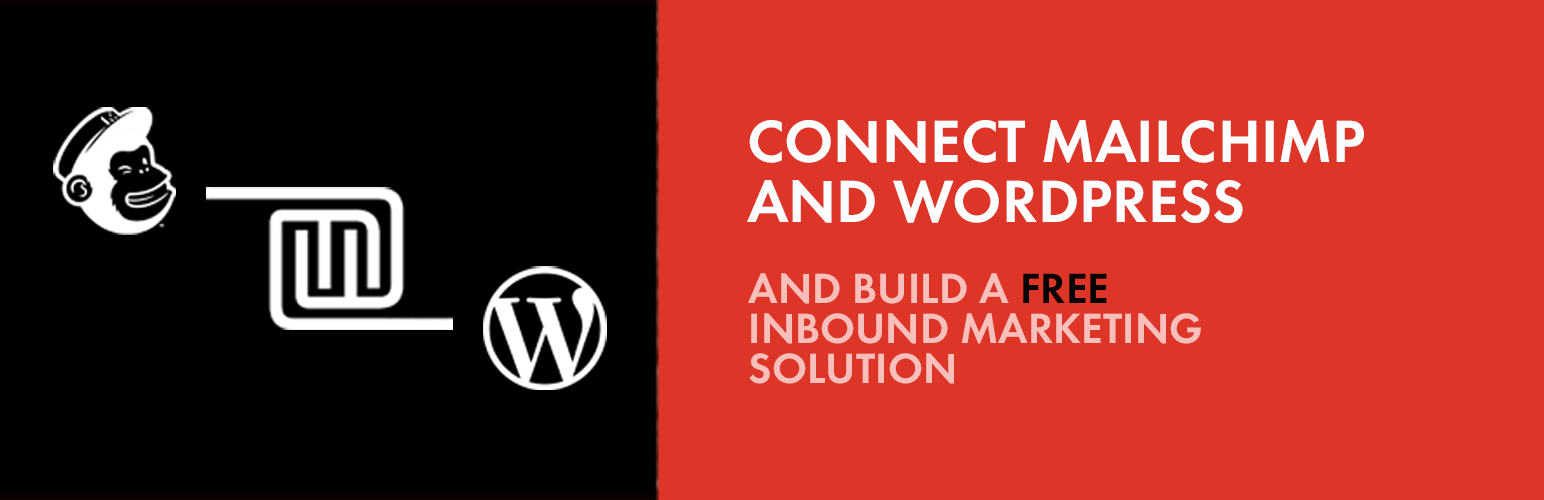 CONNECT MAILCHIMP
AND WORDPRESS
AND BUILD A FREE
INBOUND MARKETING
SOLUTION